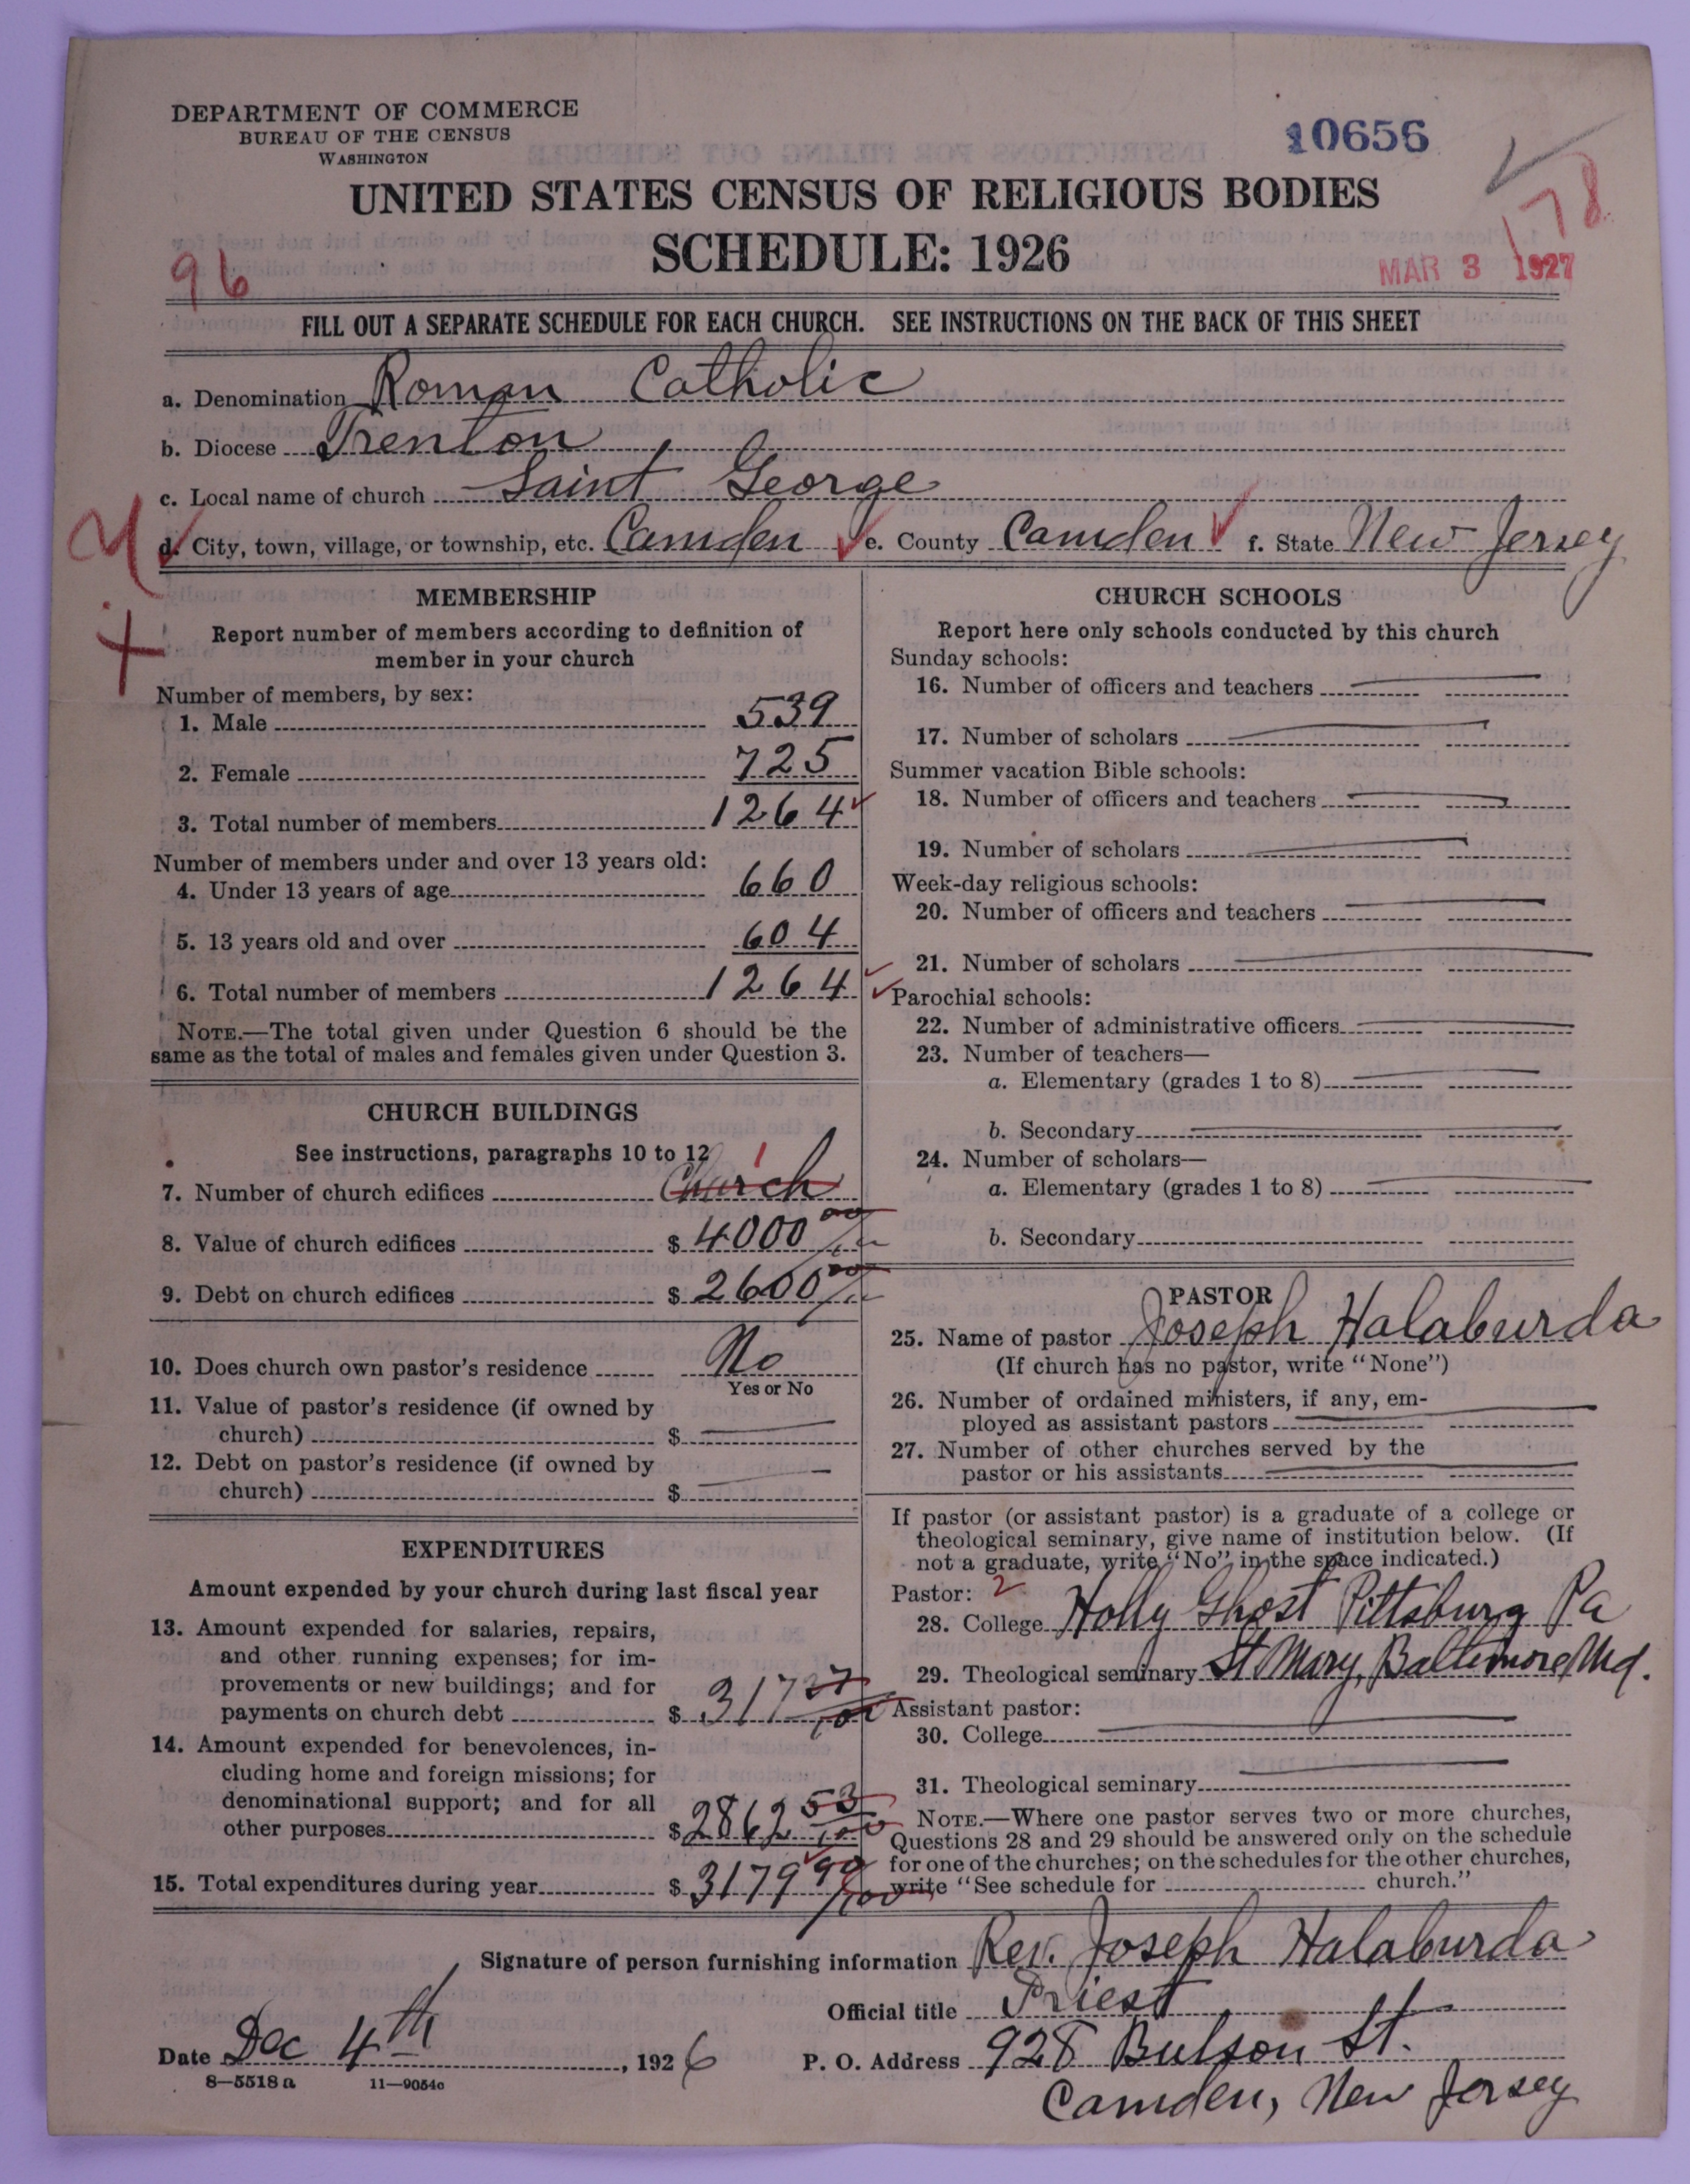 DEPARTMENT OF COMMERCE
BUREAU OF THE CENSUS
WASHINGTON
10656
178
UNITED STATES CENSUS OF RELIGIOUS BODIES
SCHEDULE: 1926
96
MAR 3 1927
FILL OUT A SEPARATE SCHEDULE FOR EACH CHURCH. SEE INSTRUCTIONS ON THE BACK OF THIS SHEET
a. Denomination Roman Catholic
b. Diocese Trenton
c. Local name of church Saint George
d. City, town, village, or township, etc. Camden e. County Camden f. State New Jersey
MEMBERSHIP
Report number of members according to definition of
member in your church
Number of members, by sex:
1. Male 539
2. Female 725
3. Total number of members 1264
Number of members under and over 13 years old:
4. Under 13 years of age 660
5. 13 years old and over 604
6. Total number of members 1264
NOTE.—The total given under Question 6 should be the
same as the total of males and females given under Question 3.
CHURCH BUILDINGS
See instructions, paragraphs 10 to 12
1
7. Number of church edifices Church
8. Value of church edifices $ 4000 00
9. Debt on church edifices $ 2600 00
10. Does church own pastor's residence No
Yes or No
11. Value of pastor's residence (if owned by
church) $
12. Debt on pastor's residence (if owned by
church) $
EXPENDITURES
Amount expended by your church during last fiscal year
13. Amount expended for salaries, repairs,
and other running expenses; for im-
provements or new buildings; and for
payments on church debt $ 317 37/100
14. Amount expended for benevolences, in-
cluding home and foreign missions; for
denominational support; and for all
other purposes $ 2862 53/100
15. Total expenditures during year $ 3179 90/100
CHURCH SCHOOLS
Report here only schools conducted by this church
Sunday schools:
16. Number of officers and teachers
17. Number of scholars
Summer vacation Bible schools:
18. Number of officers and teachers
19. Number of scholars
Week-day religious schools:
20. Number of officers and teachers
21. Number of scholars
Parochial schools:
22. Number of administrative officers
23. Number of teachers—
a. Elementary (grades 1 to 8)
b. Secondary
24. Number of scholars—
a. Elementary (grades 1 to 8)
b. Secondary
PASTOR
25. Name of pastor Joseph Halaburda
(If church has no pastor, write "None")
26. Number of ordained ministers, if any, em-
ployed as assistant pastors
27. Number of other churches served by the
pastor or his assistants
If pastor (or assistant pastor) is a graduate of a college or
theological seminary, give name of institution below. (If
not a graduate, write "No" in the space indicated.)
Pastor: 2
28. College Holly Ghost Pittsburg Pa
29. Theological seminary St Mary, Baltimore Md.
Assistant pastor:
30. College
31. Theological seminary
NOTE.—Where one pastor serves two or more churches,
Questions 28 and 29 should be answered only on the schedule
for one of the churches; on the schedules for the other churches,
write "See schedule for church."
Signature of person furnishing information Rev. Joseph Halaburda
Official title Priest
Date Dec 4th, 1926 P. O. Address 928 Bulson St.
8—5518 a 11—9054c
Camden, New Jersey